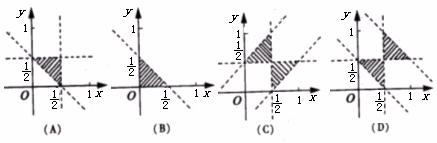 y y y y
1 1 1 1
1/2 1/2 1/2 1/2
O 1/2 1 x O 1/2 1 x O 1/2 1 x O 1/2 1 x
(A) (B) (C) (D)